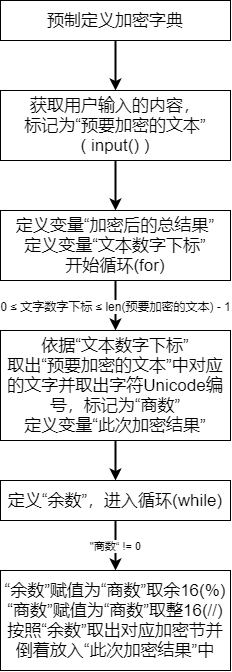 预制定义加密字典
获取用户输入的内容，
标记为“预要加密的文本”
( input() )
定义变量“加密后的总结果”
定义变量“文本数字下标”
开始循环(for)
0 ≤ 文字数字下标 ≤ len(预要加密的文本) - 1
依据“文本数字下标”
取出“预要加密的文本”中对应
的文字并取出字符Unicode编
号，标记为“商数”
定义变量“此次加密结果”
定义“余数”，进入循环(while)
“商数“ != 0
“余数”赋值为“商数”取余16(%)
“商数”赋值为“商数”取整16(//)
按照“余数”取出对应加密节并
倒着放入“此次加密结果”中